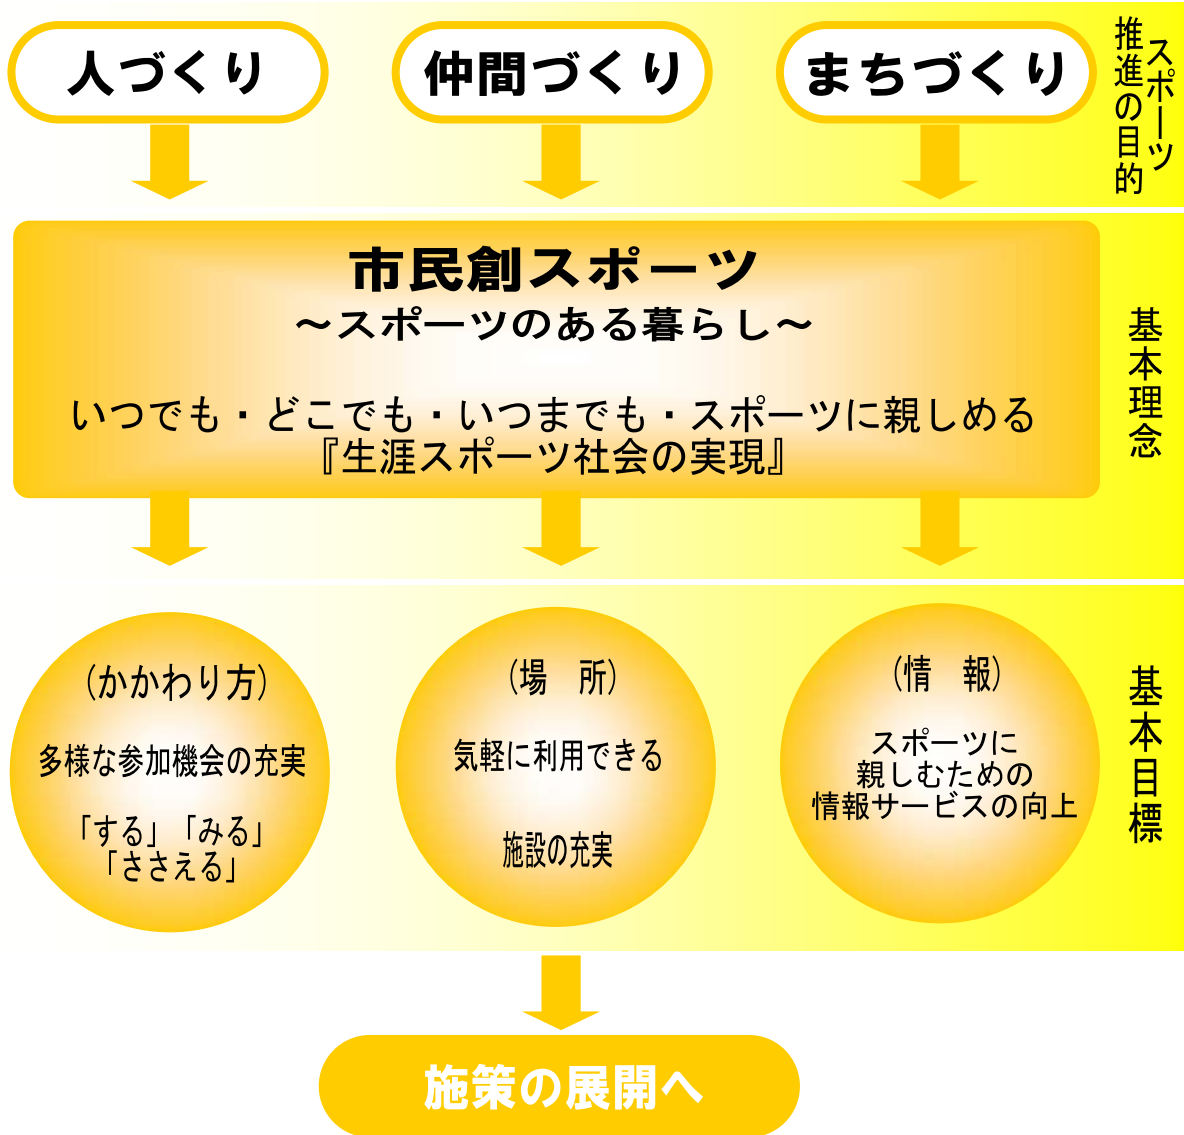 人づくり
仲間づくり
まちづくり
スポーツ
推進の目的
市民創スポーツ
～スポーツのある暮らし～
いつでも・どこでも・いつまでも・スポーツに親しめる
『生涯スポーツ社会の実現』
基本理念
（かかわり方）
多様な参加機会の充実
「する」「みる」
「ささえる」
（場　所）
気軽に利用できる
施設の充実
（情　報）
スポーツに
親しむための
情報サービスの向上
基本目標
施策の展開へ